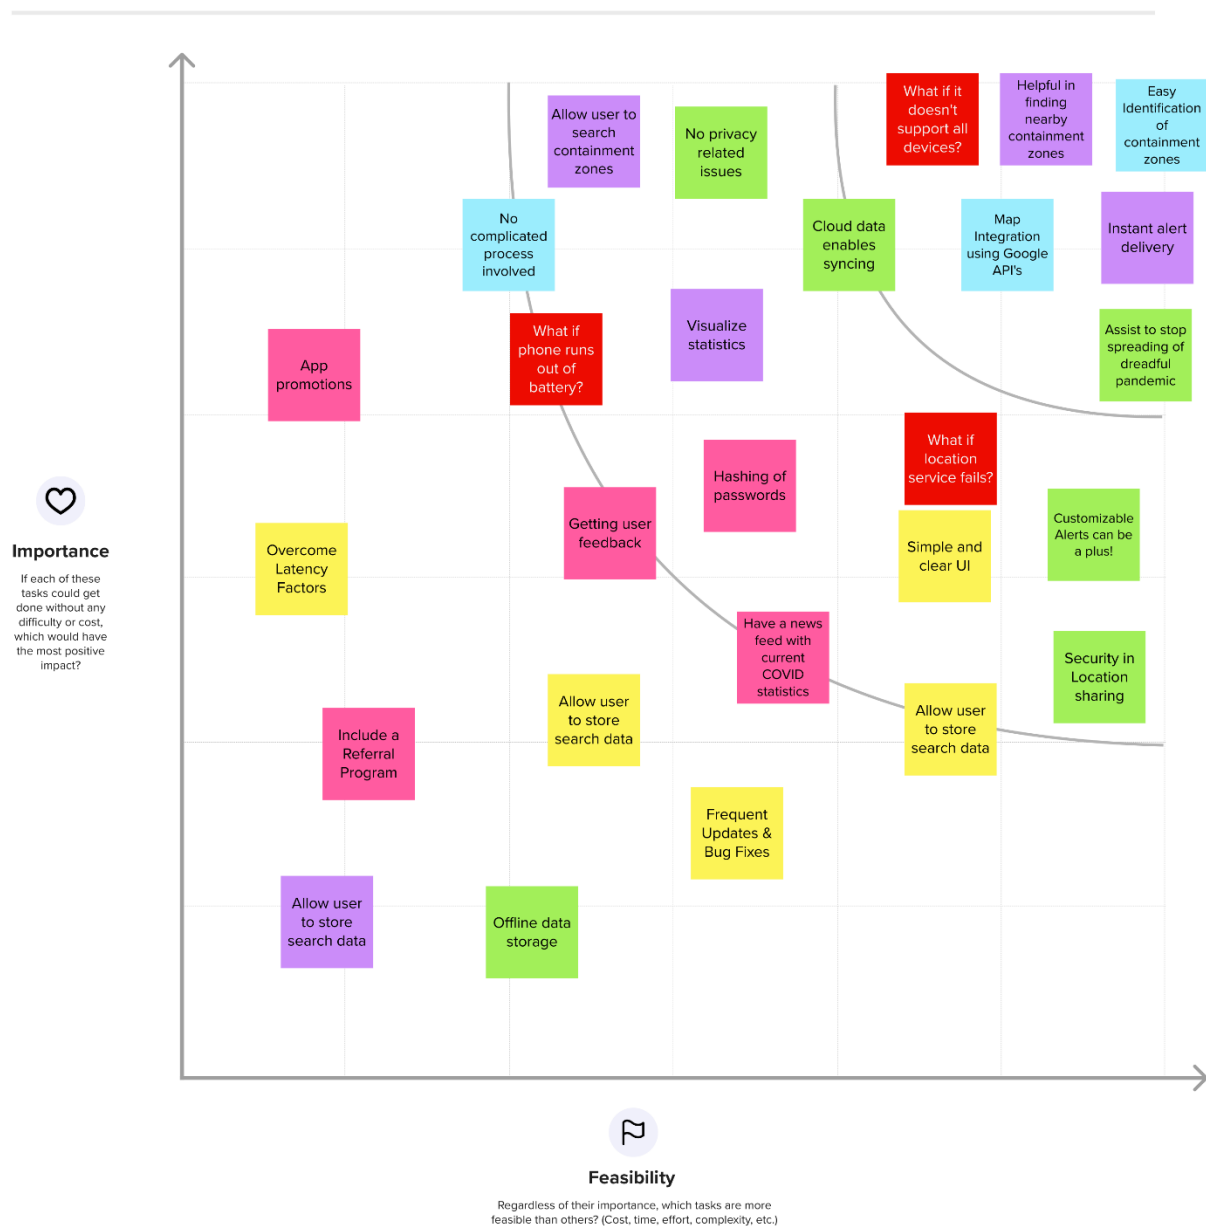 What if it
doesn't
support all
devices?
Helpful in
finding
nearby
containment
zones
Easy
Identification
of
containment
zones
Allow user to
search
containment
zones
No privacy
related
issues
No
complicated
process
involved
Cloud data
enables
syncing
Map
Integration
using Google
API's
Instant alert
delivery
What if
phone runs
out of
battery?
Visualize
statistics
Assist to stop
spreading of
dreadful
pandemic
App
promotions
What if
location
service fails?
Hashing of
passwords
Getting user
feedback
Customizable
Alerts can be
a plus!
Simple and
clear UI
Overcome
Latency
Factors
Importance
If each of these
tasks could get
done without any
difficulty or cost,
which would have
the most positive
impact?
Have a news
feed with
current
COVID
statistics
Security in
Location
sharing
Allow user
to store
search data
Allow user
to store
search data
Include a
Referral
Program
Frequent
Updates &
Bug Fixes
Allow user
to store
search data
Offline data
storage
Feasibility
Regardless of their importance, which tasks are more
feasible than others? (Cost, time, effort, complexity, etc.)